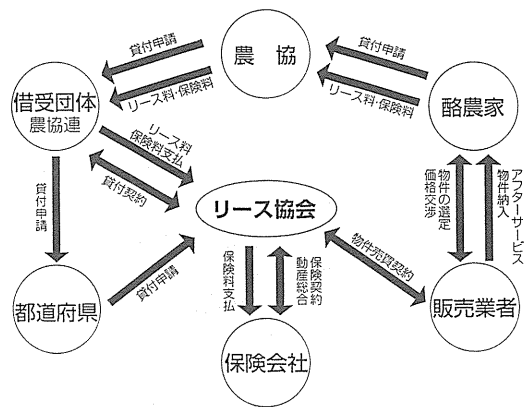 農 協
貸付申請
リース料・保険料
貸付申請
リース料・保険料
借受団体
農協連
酪農家
リース料
保険料支払
貸付契約
貸付申請
リース協会
物件の選定
価格交渉
アフターサービス
物件納入
都道府県
貸付申請
保険料支払
保険契約
動産総合
物件売買契約
販売業者
保険会社